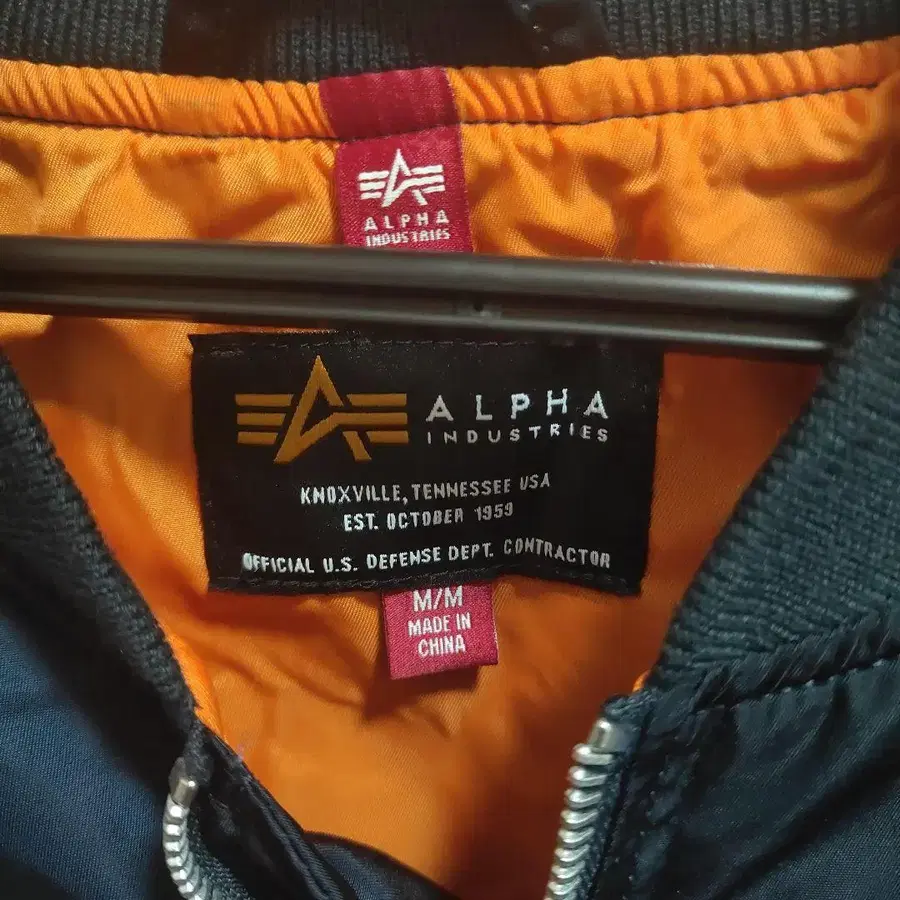 ALPHA
INDUSTRIES
ALPHA
INDUSTRIES
KNOXVILLE, TENNESSEE USA
EST. OCTOBER 1959
OFFICIAL U.S. DEFENSE DEPT. CONTRACTOR
M/M
MADE IN
CHINA